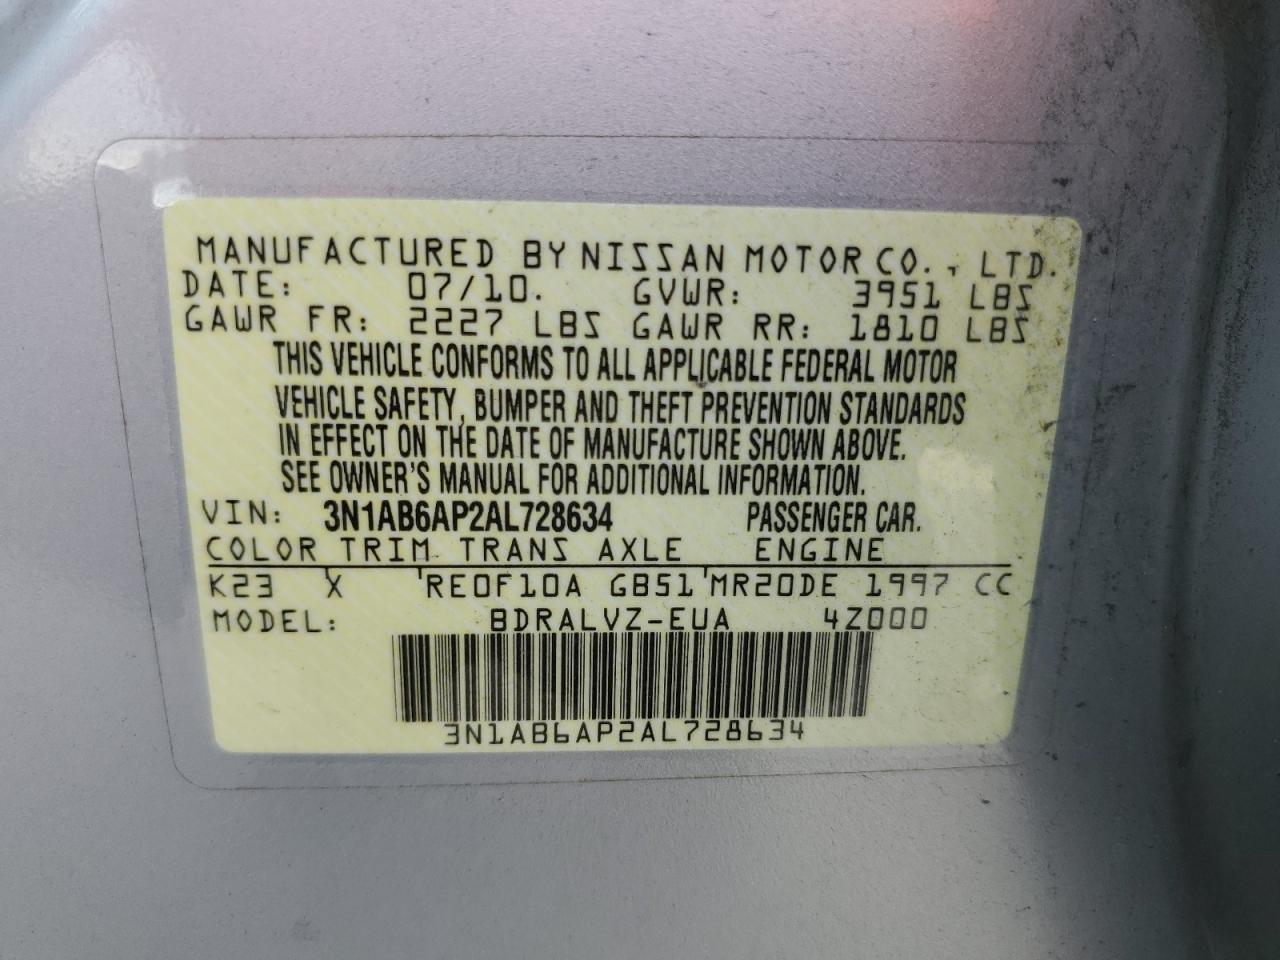 MANUFACTURED BY NISSAN MOTOR CO., LTD.
DATE: 07/10. GVWR: 3951 LBS
GAWR FR: 2227 LBS GAWR RR: 1810 LBS
THIS VEHICLE CONFORMS TO ALL APPLICABLE FEDERAL MOTOR
VEHICLE SAFETY, BUMPER AND THEFT PREVENTION STANDARDS
IN EFFECT ON THE DATE OF MANUFACTURE SHOWN ABOVE.
SEE OWNER'S MANUAL FOR ADDITIONAL INFORMATION.
VIN: 3N1AB6AP2AL728634 PASSENGER CAR.
COLOR TRIM TRANS AXLE ENGINE
K23 X RE0F10A GB51 MR20DE 1997 CC
MODEL: BDRALVZ-EUA 4Z000
3N1AB6AP2AL728634